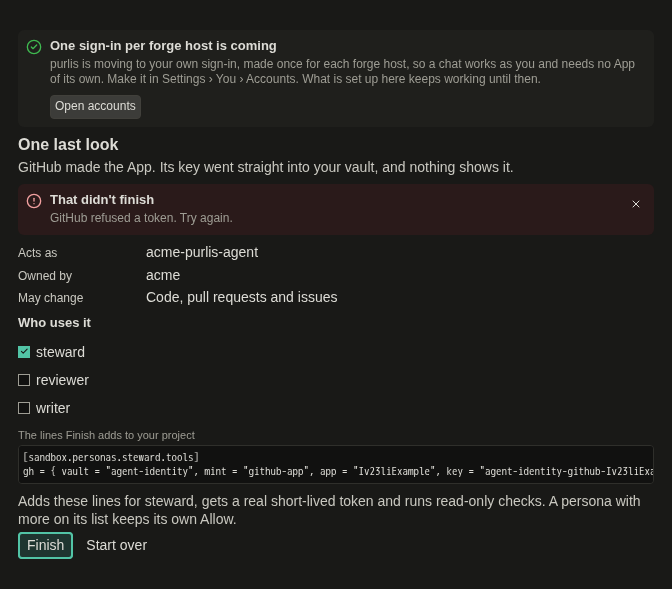 One sign-in per forge host is coming
purlis is moving to your own sign-in, made once for each forge host, so a chat works as you and needs no App
of its own. Make it in Settings › You › Accounts. What is set up here keeps working until then.
Open accounts
One last look
GitHub made the App. Its key went straight into your vault, and nothing shows it.
That didn't finish
GitHub refused a token. Try again.
Acts as acme-purlis-agent
Owned by acme
May change Code, pull requests and issues
Who uses it
steward
reviewer
writer
The lines Finish adds to your project
[sandbox.personas.steward.tools]
gh = { vault = "agent-identity", mint = "github-app", app = "Iv23liExample", key = "agent-identity-github-Iv23liExa
Adds these lines for steward, gets a real short-lived token and runs read-only checks. A persona with
more on its list keeps its own Allow.
Finish Start over